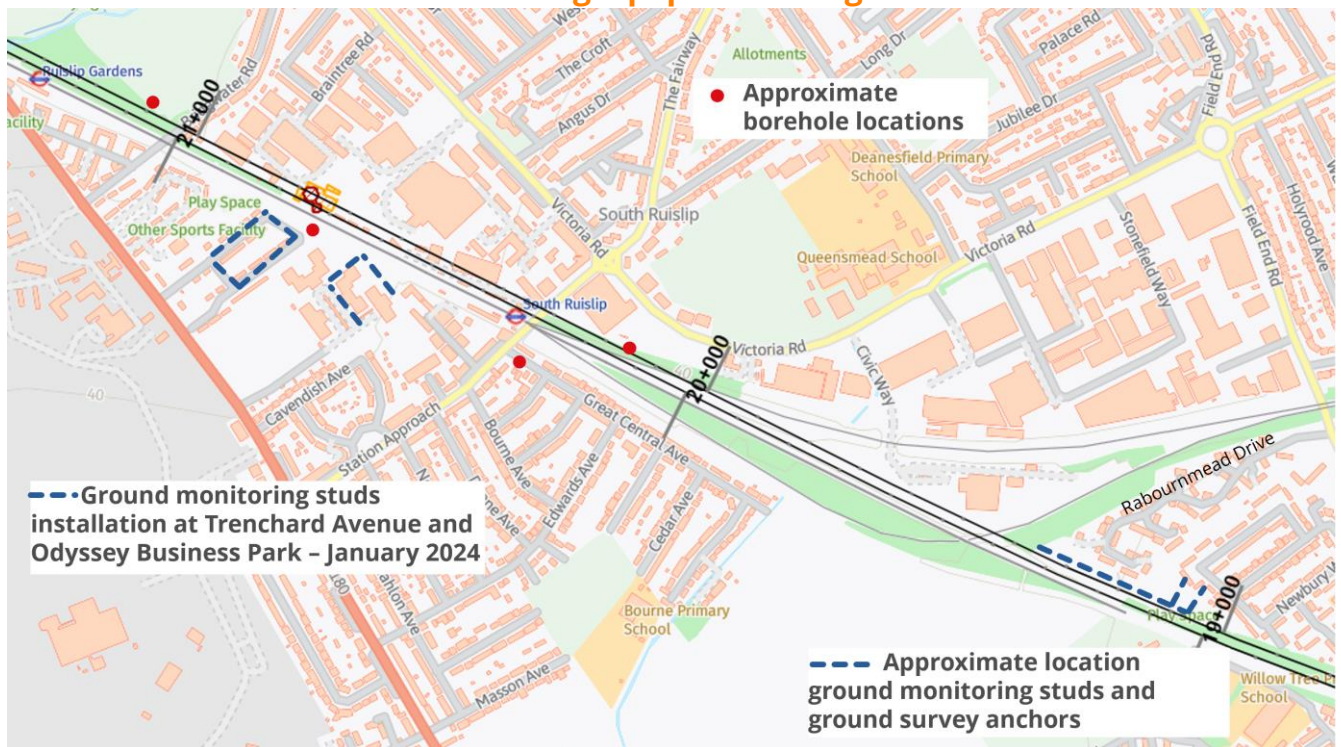 Ruislip Gardens
21+000
Braintree Rd
The Croft
Angus Dr
The Fairway
Allotments
Long Dr
Palace Rd
Jubilee Dr
Field End Rd
Approximate
borehole locations
Deanesfield Primary
School
Holyrood Ave
Play Space
Other Sports Facility
Victoria Rd
South Ruislip
Queensmead School
Victoria Rd
Stonefield Way
Field End Rd
South Ruislip
Victoria Rd
40
20+000
Civic Way
40
Cavendish Ave
Station Approach
Great Central Ave
Bourne Ave
Edwards Ave
Cedar Ave
Rabournmead Drive
Ground monitoring studs
installation at Trenchard Avenue and
Odyssey Business Park – January 2024
180
Bourne Primary
School
Masson Ave
Play Space
19+000
Approximate location
ground monitoring studs and
ground survey anchors
School